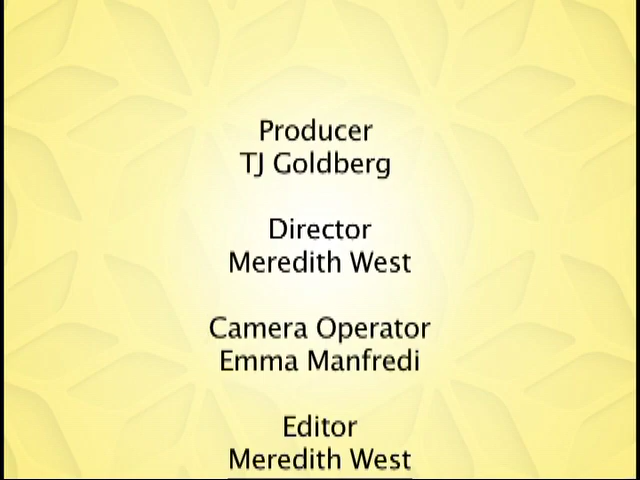 Producer
TJ Goldberg
Director
Meredith West
Camera Operator
Emma Manfredi
Editor
Meredith West